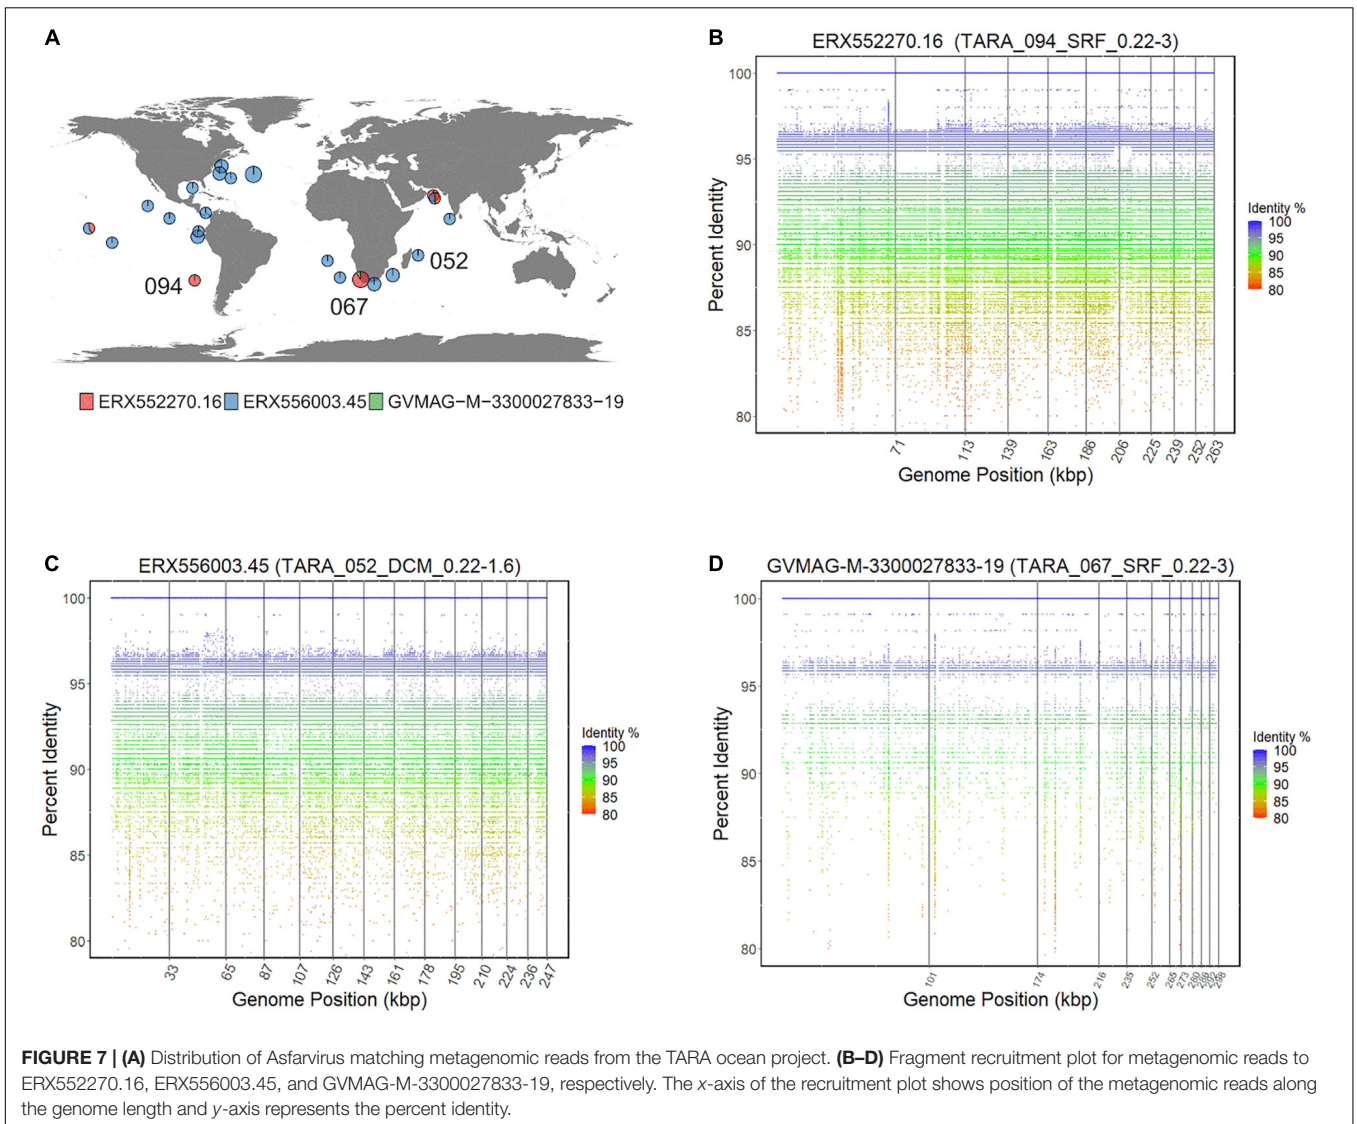 A
094
067
052
ERX552270.16 ERX556003.45 GVMAG-M-3300027833-19
B
ERX552270.16 (TARA_094_SRF_0.22-3)
Percent Identity
100
95
90
85
80
71 113 139 163 186 206 225 239 252 263
Genome Position (kbp)
Identity %
100
95
90
85
80
C
ERX556003.45 (TARA_052_DCM_0.22-1.6)
Percent Identity
100
95
90
85
80
33 65 87 107 126 143 161 178 195 210 224 236 247
Genome Position (kbp)
Identity %
100
95
90
85
80
D
GVMAG-M-3300027833-19 (TARA_067_SRF_0.22-3)
Percent Identity
100
95
90
85
80
101 174 216 235 252 265 273 280 292 298
Genome Position (kbp)
Identity %
100
95
90
85
80
FIGURE 7 | (A) Distribution of Asfarvirus matching metagenomic reads from the TARA ocean project. (B–D) Fragment recruitment plot for metagenomic reads to
ERX552270.16, ERX556003.45, and GVMAG-M-3300027833-19, respectively. The x-axis of the recruitment plot shows position of the metagenomic reads along
the genome length and y-axis represents the percent identity.